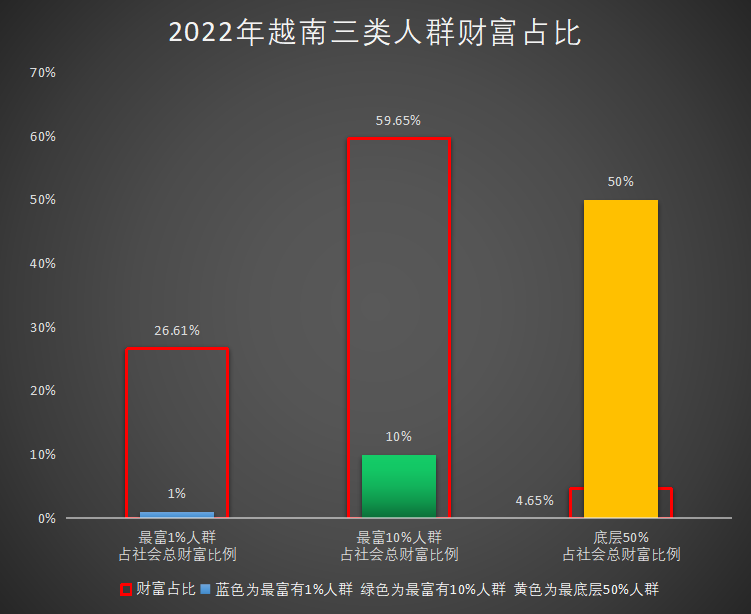 2022年越南三类人群财富占比
70%
60%
50%
40%
30%
20%
10%
0%
26.61%
1%
59.65%
10%
50%
4.65%
最富1%人群
占社会总财富比例
最富10%人群
占社会总财富比例
底层50%
占社会总财富比例
财富占比 蓝色为最富有1%人群 绿色为最富有10%人群 黄色为最底层50%人群